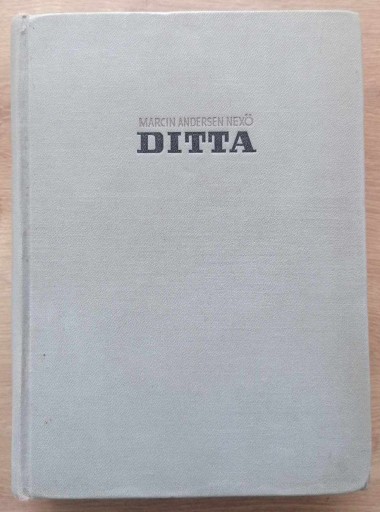 MARCIN ANDERSEN NEXÖ
DITTA